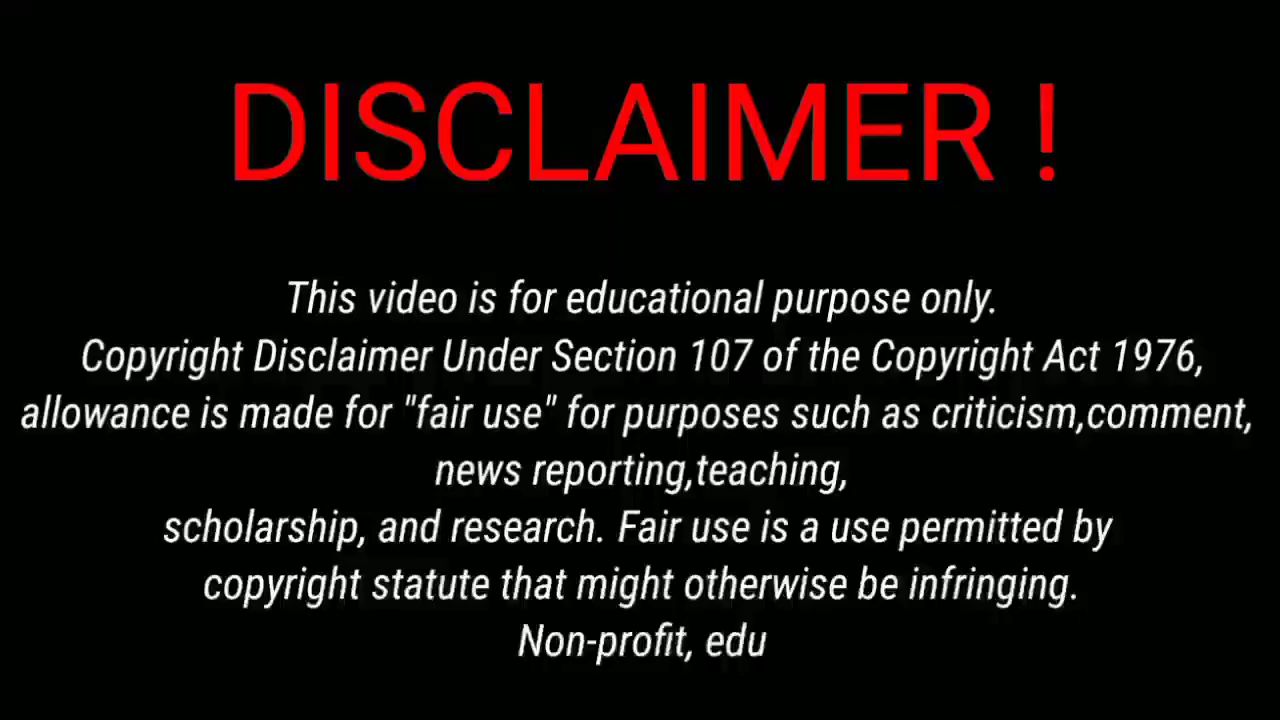 DISCLAIMER !
This video is for educational purpose only.
Copyright Disclaimer Under Section 107 of the Copyright Act 1976,
allowance is made for "fair use" for purposes such as criticism,comment,
news reporting,teaching,
scholarship, and research. Fair use is a use permitted by
copyright statute that might otherwise be infringing.
Non-profit, edu